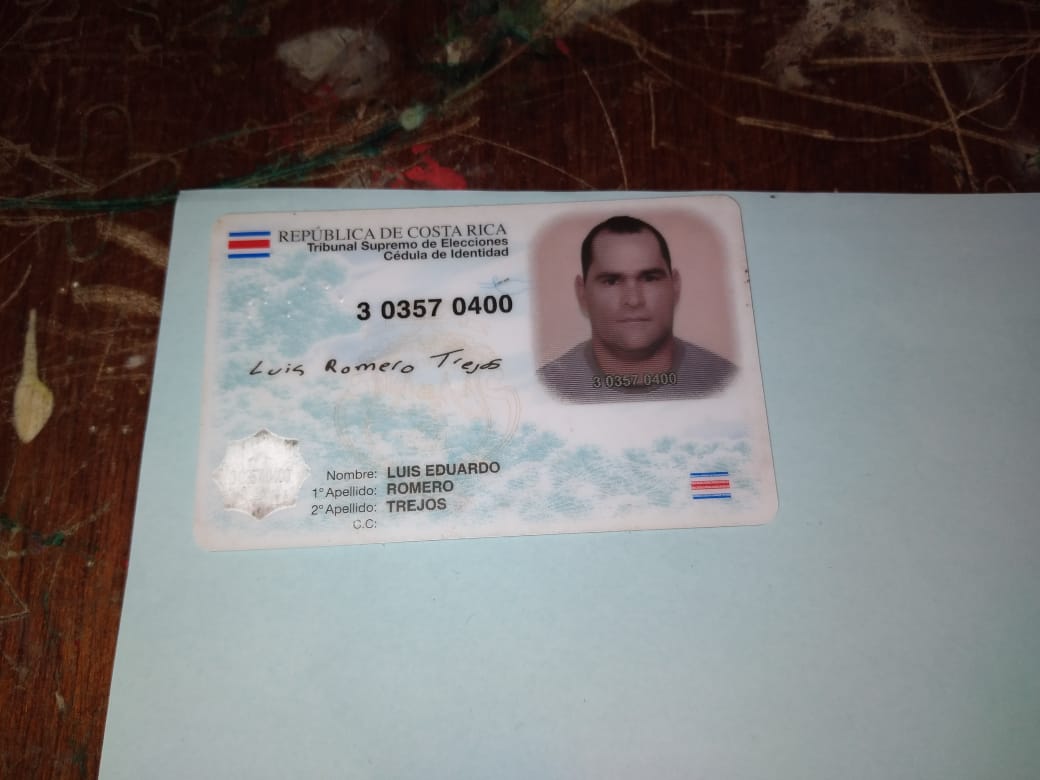 REPÚBLICA DE COSTA RICA
Tribunal Supremo de Elecciones
Cédula de Identidad
3 0357 0400
Luis Romero Trejos
3 0357 0400
Nombre: LUIS EDUARDO
1º Apellido: ROMERO
2º Apellido: TREJOS
C.C: